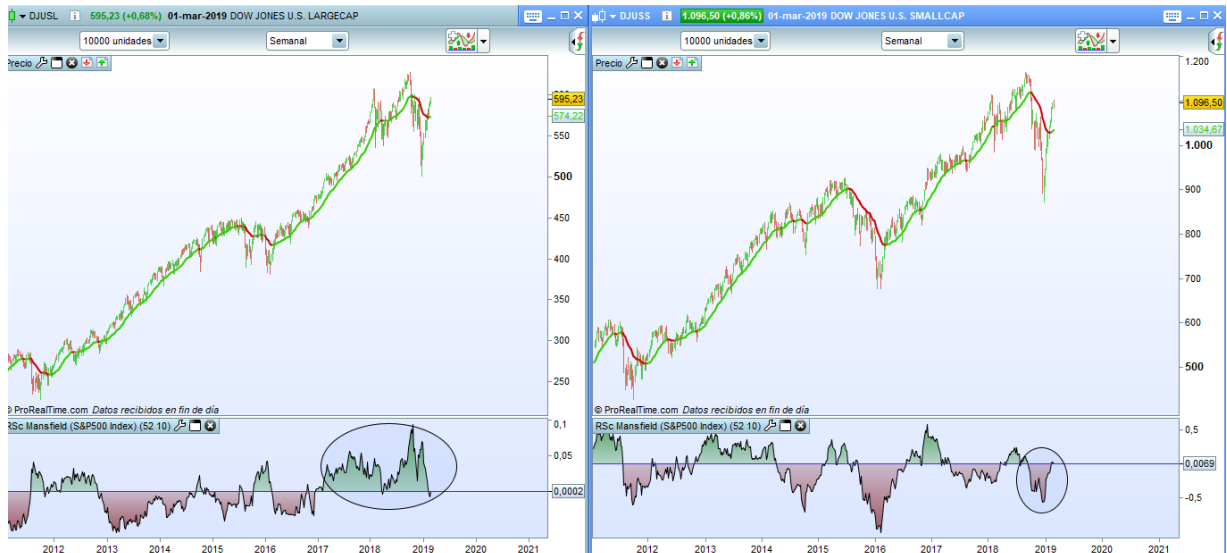 DJUSL i 595,23 (+0,68%) 01-mar-2019 DOW JONES U.S. LARGECAP
10000 unidades Semanal
Precio
595,23
574,22
550
500
450
400
350
300
250
© ProRealTime.com Datos recibidos en fin de día
RSc Mansfield (S&P500 Index) (52 10)
0,1
0,05
0,0002
2012 2013 2014 2015 2016 2017 2018 2019 2020 2021
DJUSS i 1.096,50 (+0,86%) 01-mar-2019 DOW JONES U.S. SMALLCAP
10000 unidades Semanal
Precio
1.200
1.096,50
1.034,67
1.000
900
800
700
600
500
© ProRealTime.com Datos recibidos en fin de día
RSc Mansfield (S&P500 Index) (52 10)
0,5
0,0069
-0,5
2012 2013 2014 2015 2016 2017 2018 2019 2020 2021